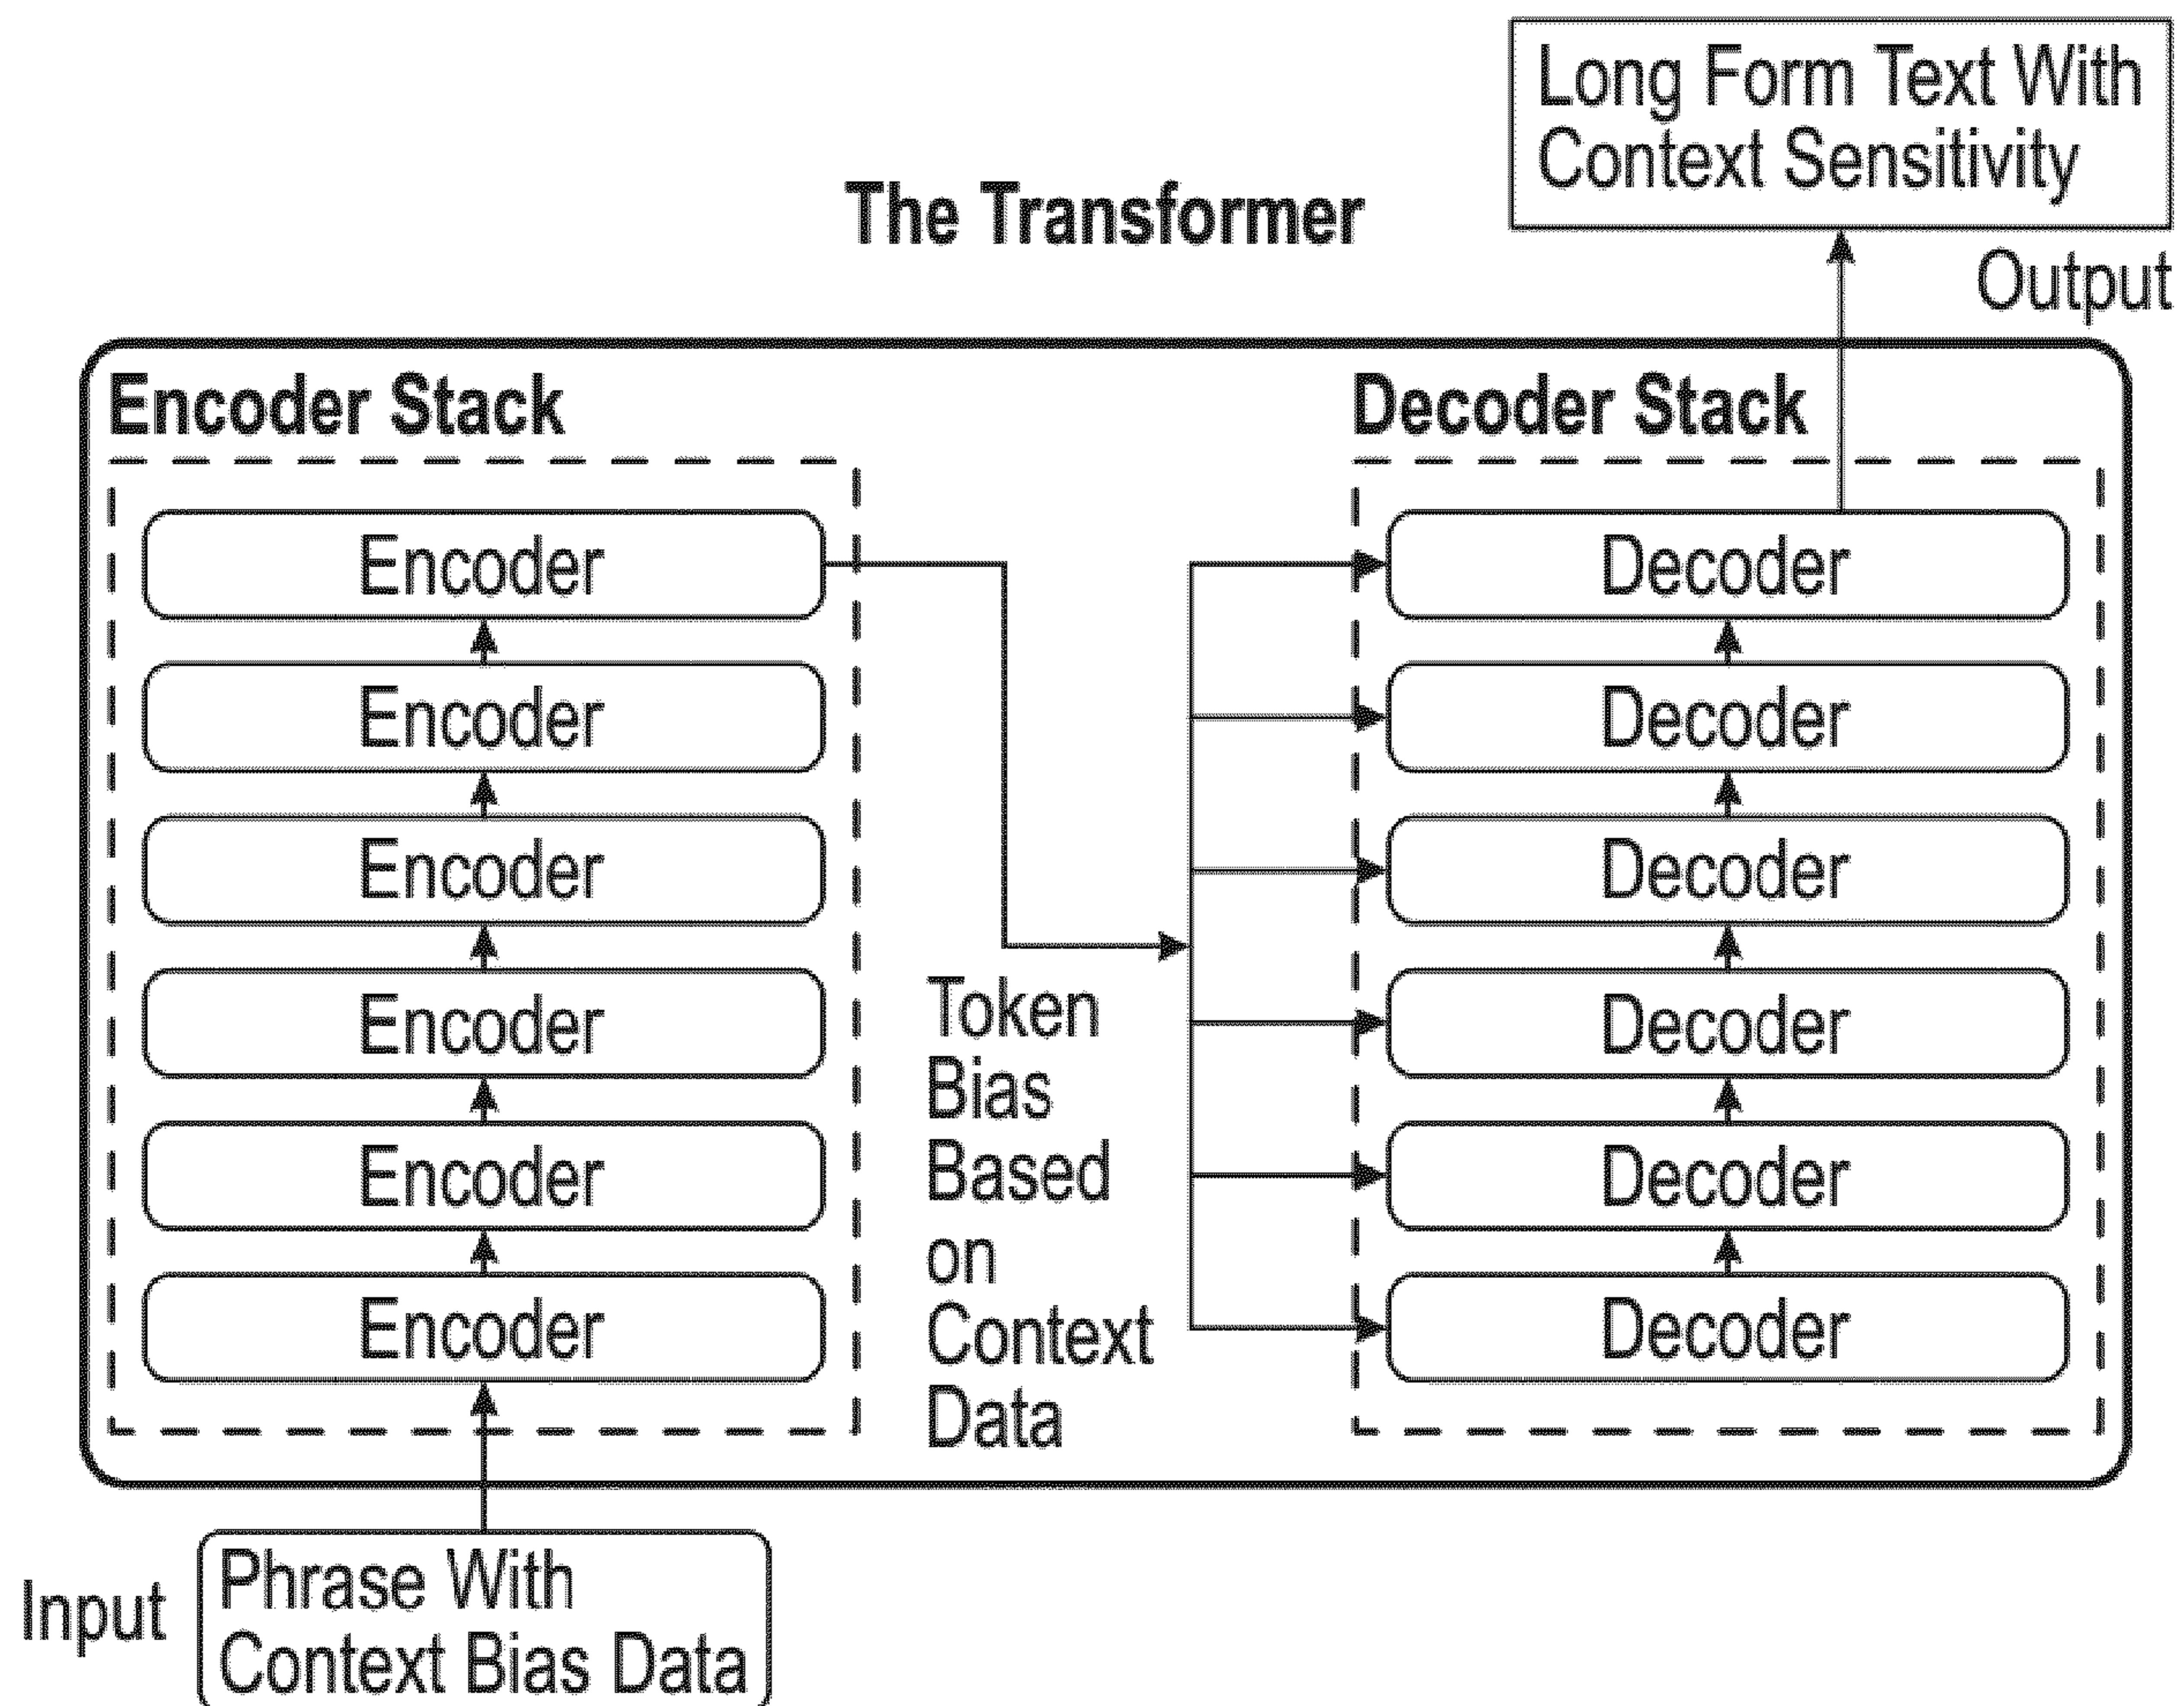 Long Form Text With
Context Sensitivity
The Transformer
Output
Encoder Stack
Decoder Stack
Encoder
Encoder
Encoder
Encoder
Encoder
Encoder
Token
Bias
Based
on
Context
Data
Decoder
Decoder
Decoder
Decoder
Decoder
Decoder
Input
Phrase With
Context Bias Data